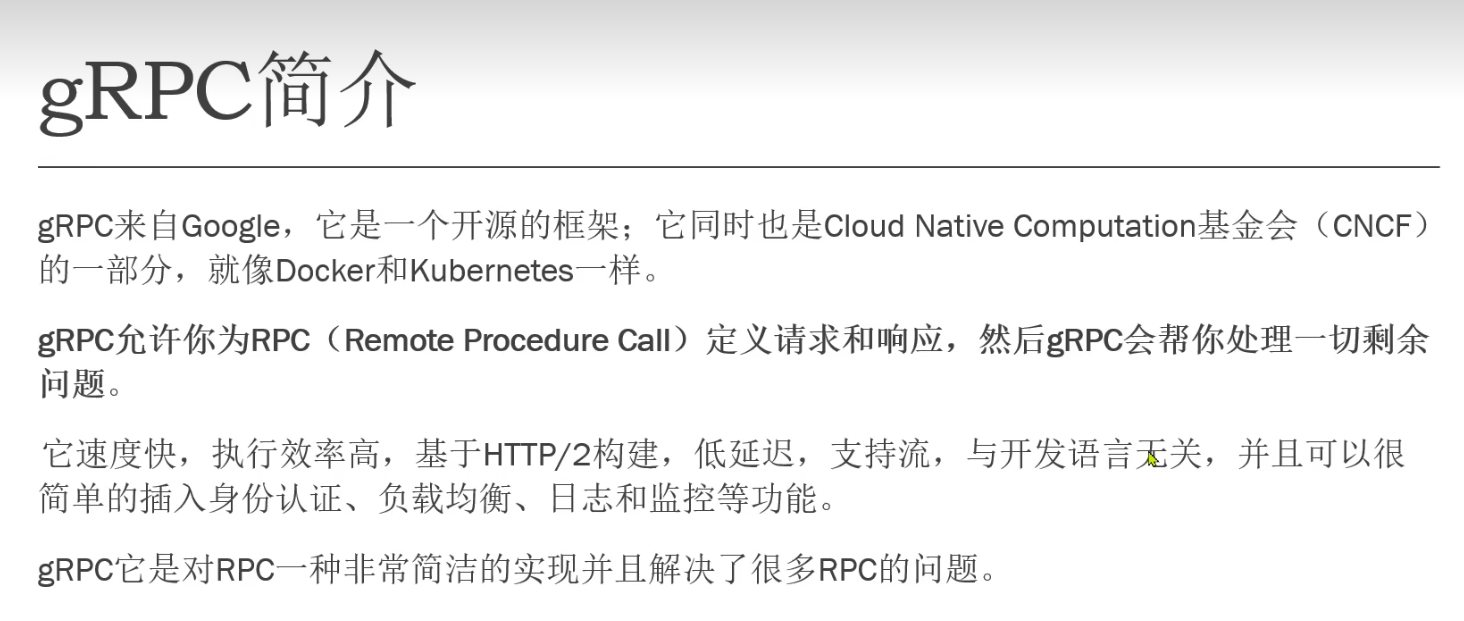 gRPC简介
gRPC来自Google，它是一个开源的框架；它同时也是Cloud Native Computation基金会（CNCF）
的一部分，就像Docker和Kubernetes一样。
gRPC允许你为RPC（Remote Procedure Call）定义请求和响应，然后gRPC会帮你处理一切剩余
问题。
它速度快，执行效率高，基于HTTP/2构建，低延迟，支持流，与开发语言无关，并且可以很
简单的插入身份认证、负载均衡、日志和监控等功能。
gRPC它是对RPC一种非常简洁的实现并且解决了很多RPC的问题。